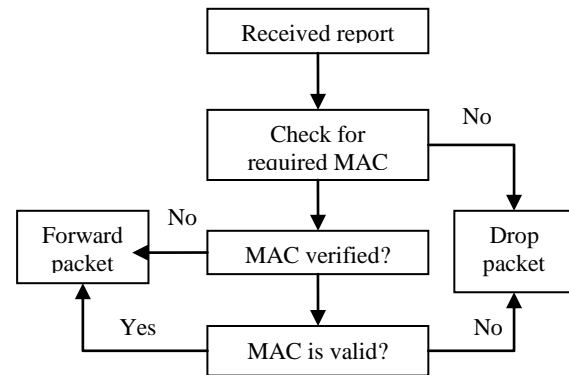 Received report
Check for
required MAC
No
No
Forward
packet
MAC verified?
Drop
packet
Yes
MAC is valid?
No